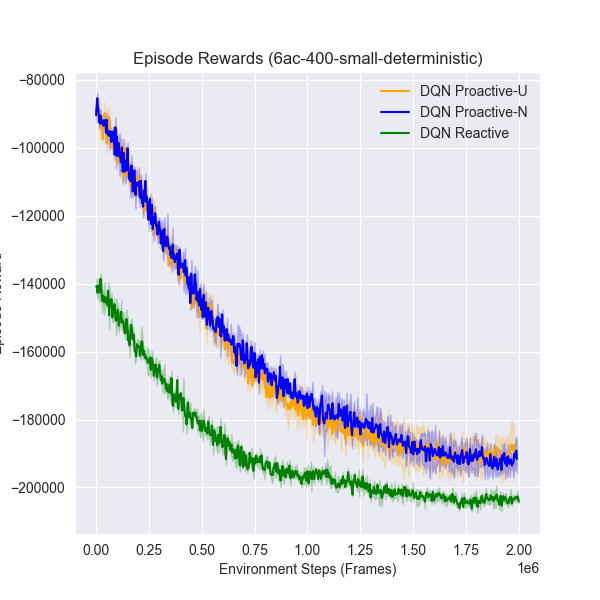 Episode Rewards (6ac-400-small-deterministic)
DQN Proactive-U
DQN Proactive-N
DQN Reactive
−80000
−100000
−120000
−140000
−160000
−180000
−200000
0.00 0.25 0.50 0.75 1.00 1.25 1.50 1.75 2.00
1e6
Environment Steps (Frames)